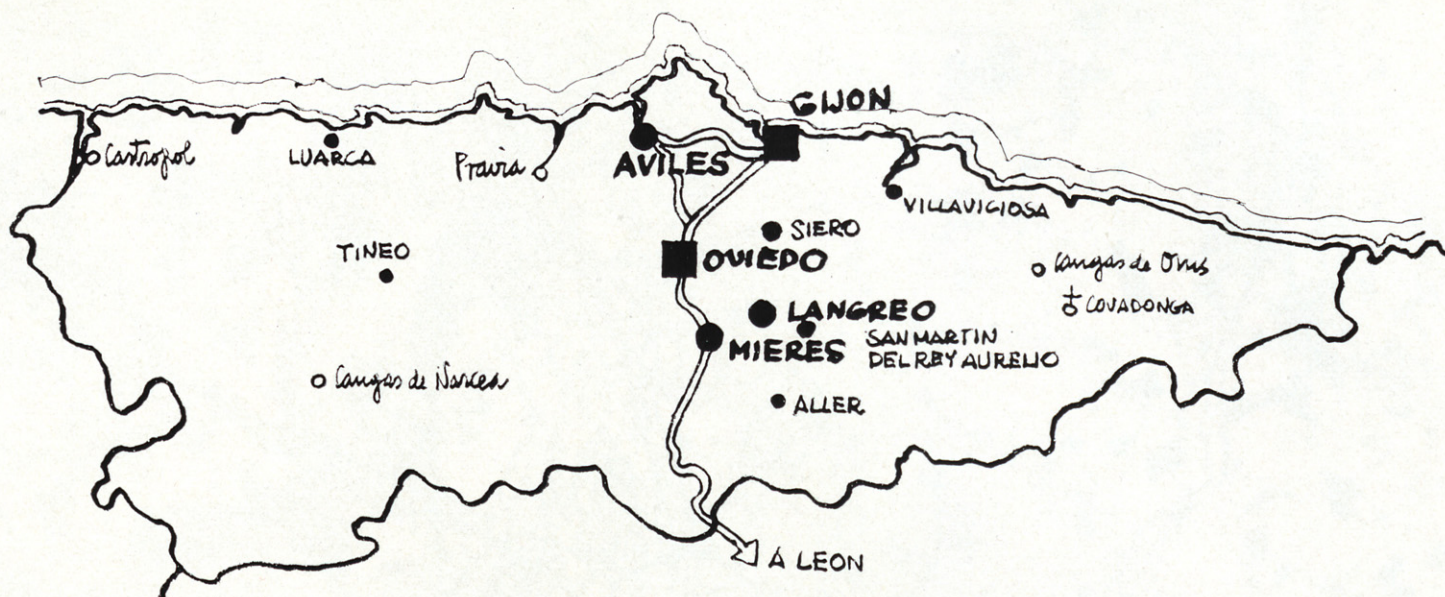 GIJON
Castropol
LUARCA
Pravia
AVILES
VILLAVICIOSA
SIERO
TINEO
OVIEDO
Cangas de Onis
COVADONGA
LANGREO
MIERES
SAN MARTIN
DEL REY AURELIO
Cangas de Narcea
ALLER
A LEON